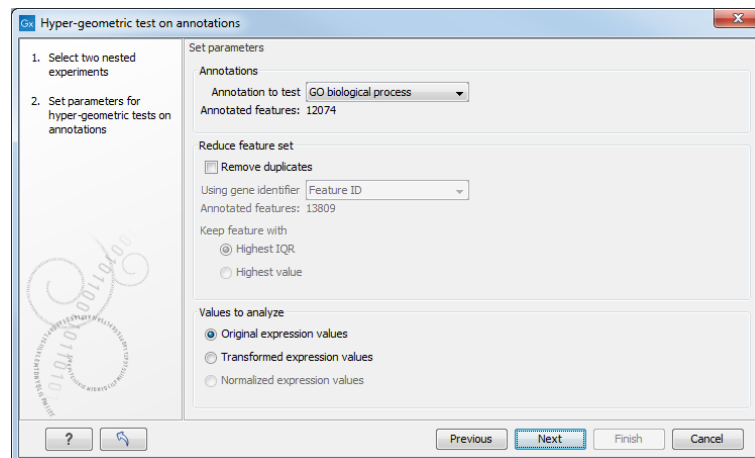 Gx Hyper-geometric test on annotations
1. Select two nested
experiments
2. Set parameters for
hyper-geometric tests on
annotations
Set parameters
Annotations
Annotation to test GO biological process
Annotated features: 12074
Reduce feature set
Remove duplicates
Using gene identifier Feature ID
Annotated features: 13809
Keep feature with
Highest IQR
Highest value
Values to analyze
Original expression values
Transformed expression values
Normalized expression values
? Previous Next Finish Cancel